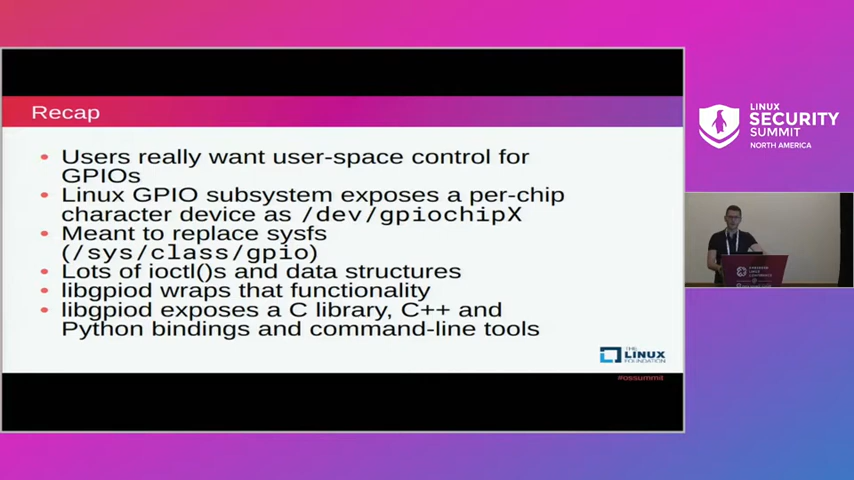 Recap
Users really want user-space control for
GPIOs
Linux GPIO subsystem exposes a per-chip
character device as /dev/gpiochipX
Meant to replace sysfs
(/sys/class/gpio)
Lots of ioctl()s and data structures
libgpiod wraps that functionality
libgpiod exposes a C library, C++ and
Python bindings and command-line tools
THE
LINUX
FOUNDATION
#ossummit
LINUX
SECURITY
SUMMIT
NORTH AMERICA